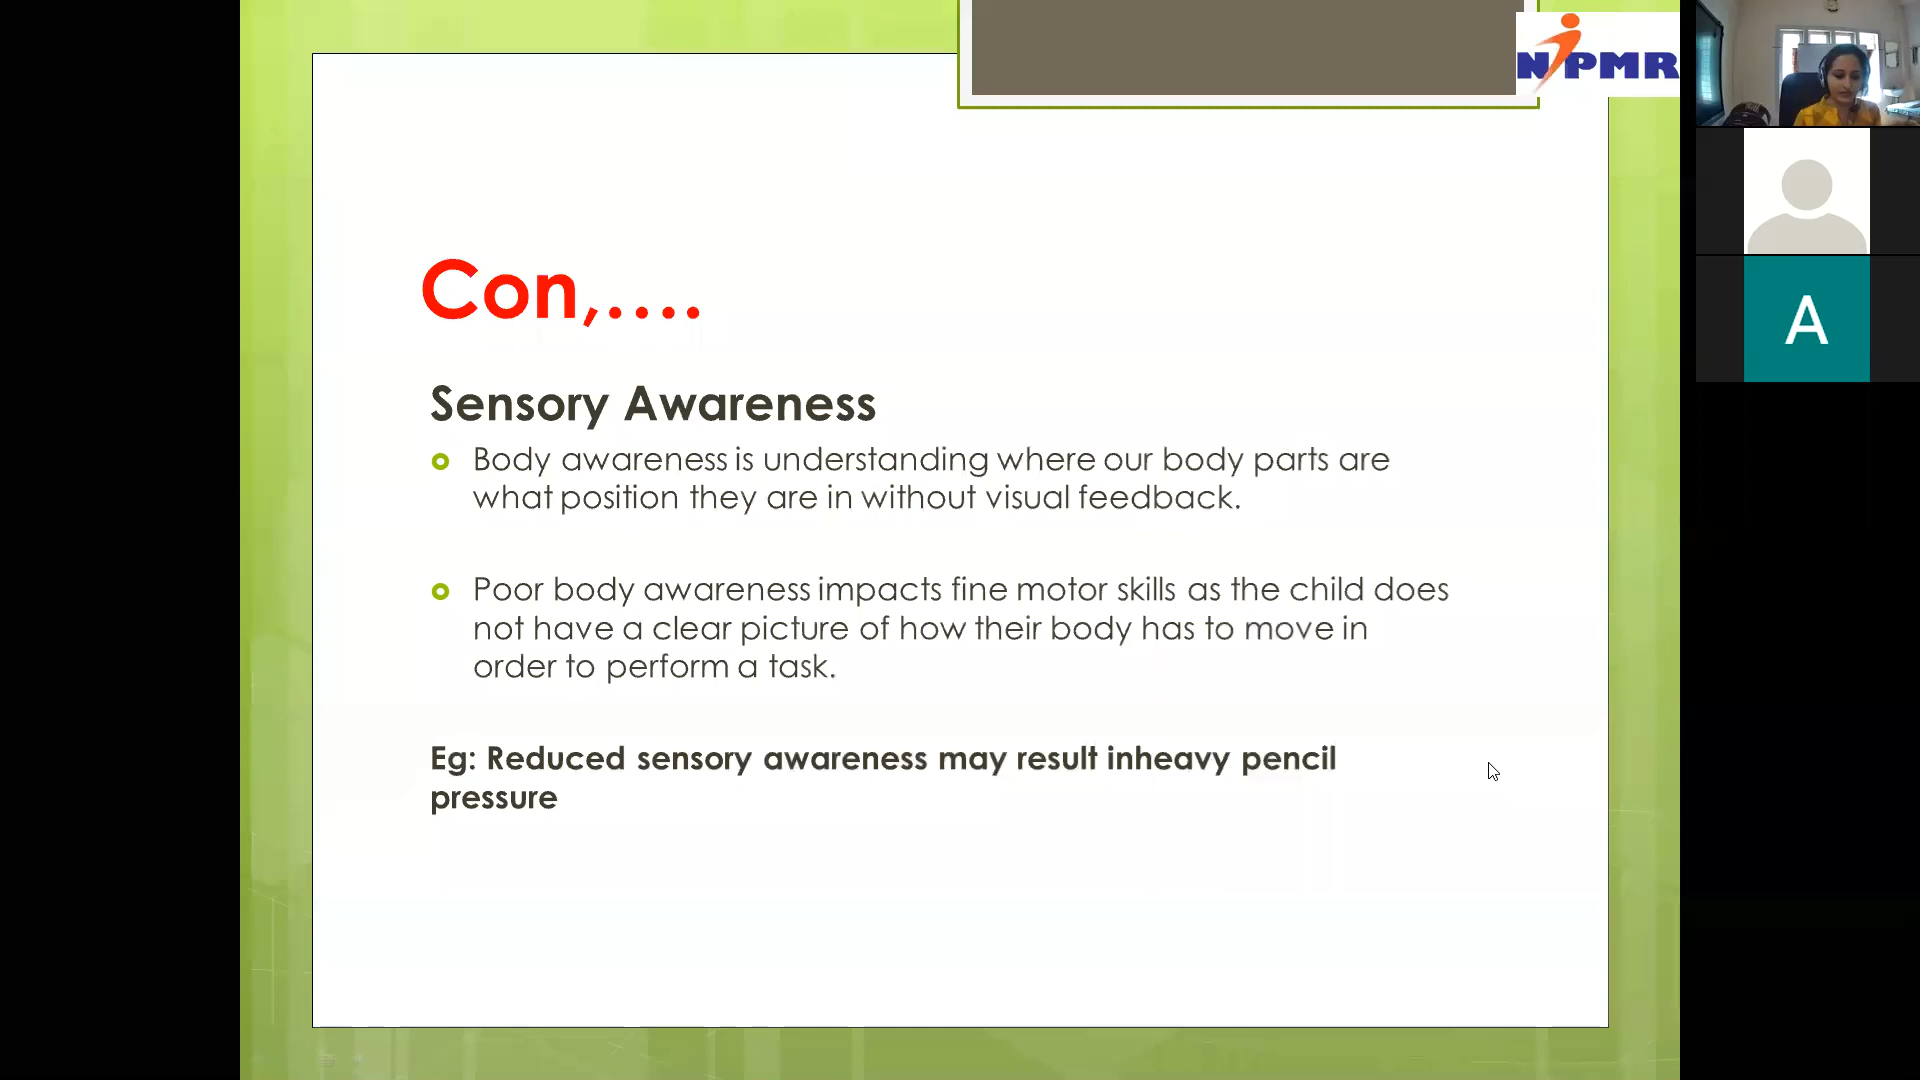 NIPMR
Con,....
Sensory Awareness
Body awareness is understanding where our body parts are
what position they are in without visual feedback.
Poor body awareness impacts fine motor skills as the child does
not have a clear picture of how their body has to move in
order to perform a task.
Eg: Reduced sensory awareness may result inheavy pencil
pressure
A